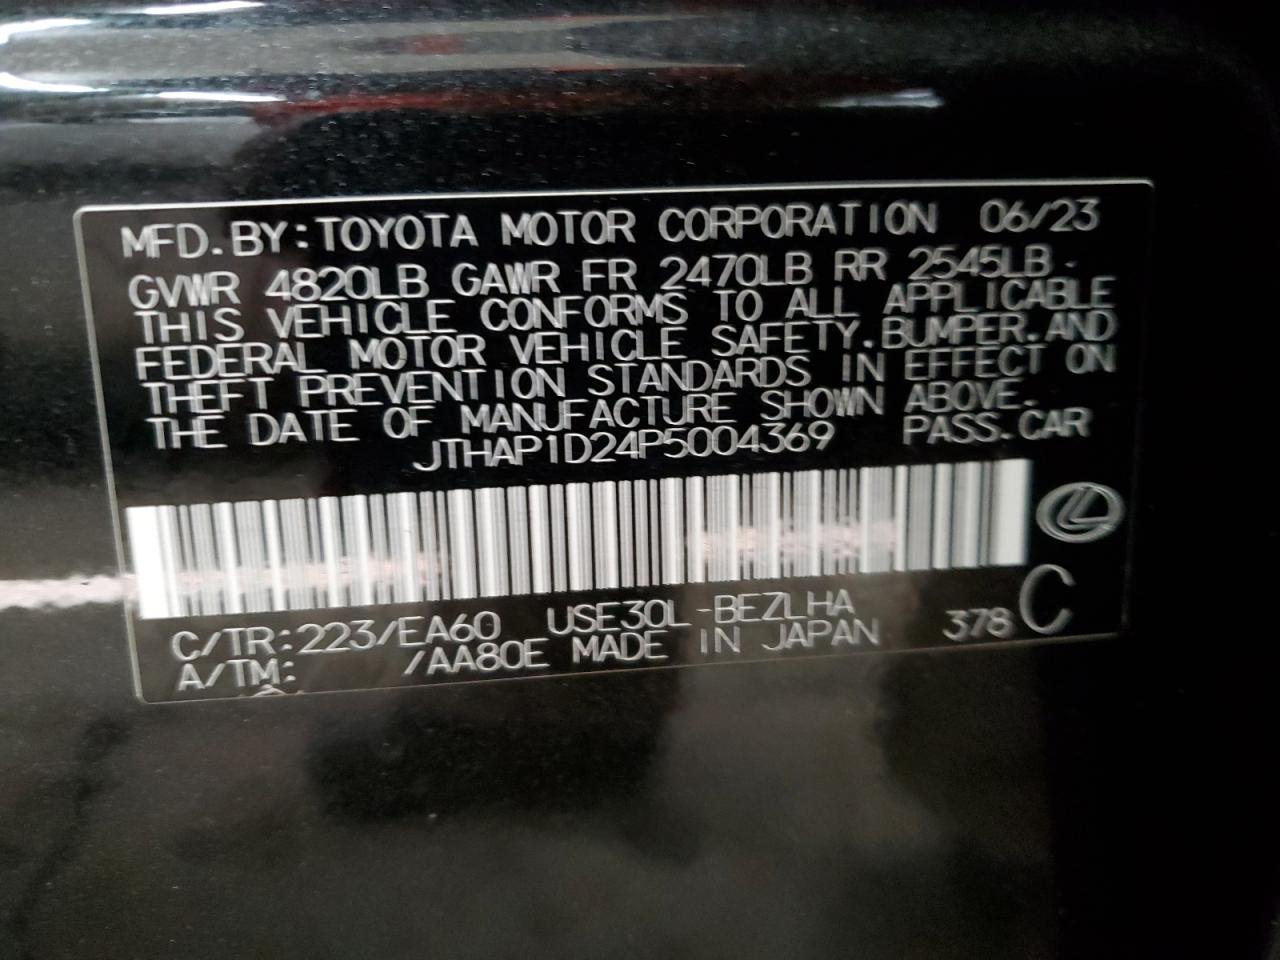 MFD.BY:TOYOTA MOTOR CORPORATION 06/23
GVWR 4820LB GAWR FR 2470LB RR 2545LB
THIS VEHICLE CONFORMS TO ALL APPLICABLE
FEDERAL MOTOR VEHICLE SAFETY.BUMPER.AND
THEFT PREVENTION STANDARDS IN EFFECT ON
THE DATE OF MANUFACTURE SHOWN ABOVE.
JTHAP1D24P5004369 PASS.CAR
C/TR:223/EA60 USE30L-BEZLHA
A/TM: /AA80E MADE IN JAPAN 378 C